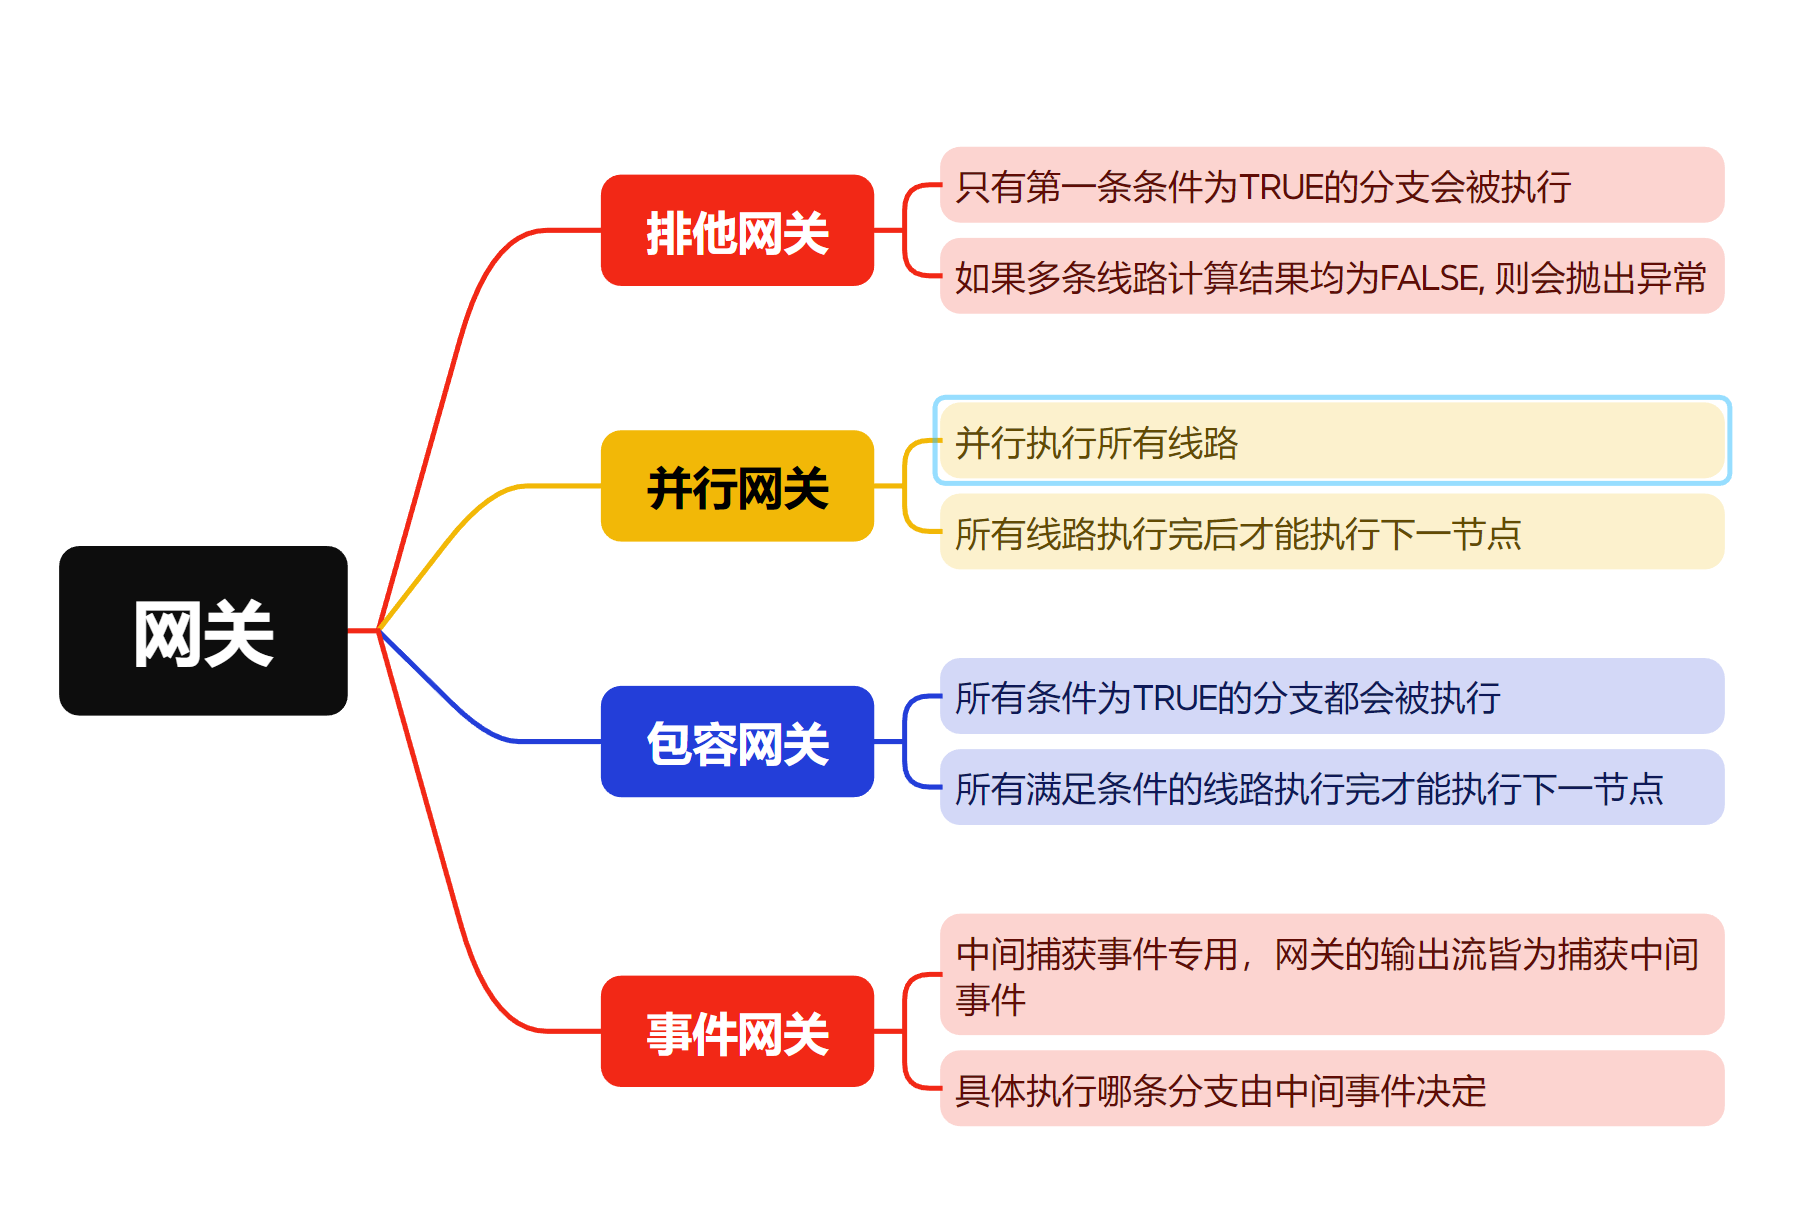 网关
排他网关
只有第一条条件为TRUE的分支会被执行
如果多条线路计算结果均为FALSE, 则会抛出异常
并行网关
并行执行所有线路
所有线路执行完后才能执行下一节点
包容网关
所有条件为TRUE的分支都会被执行
所有满足条件的线路执行完才能执行下一节点
事件网关
中间捕获事件专用，网关的输出流皆为捕获中间
事件
具体执行哪条分支由中间事件决定